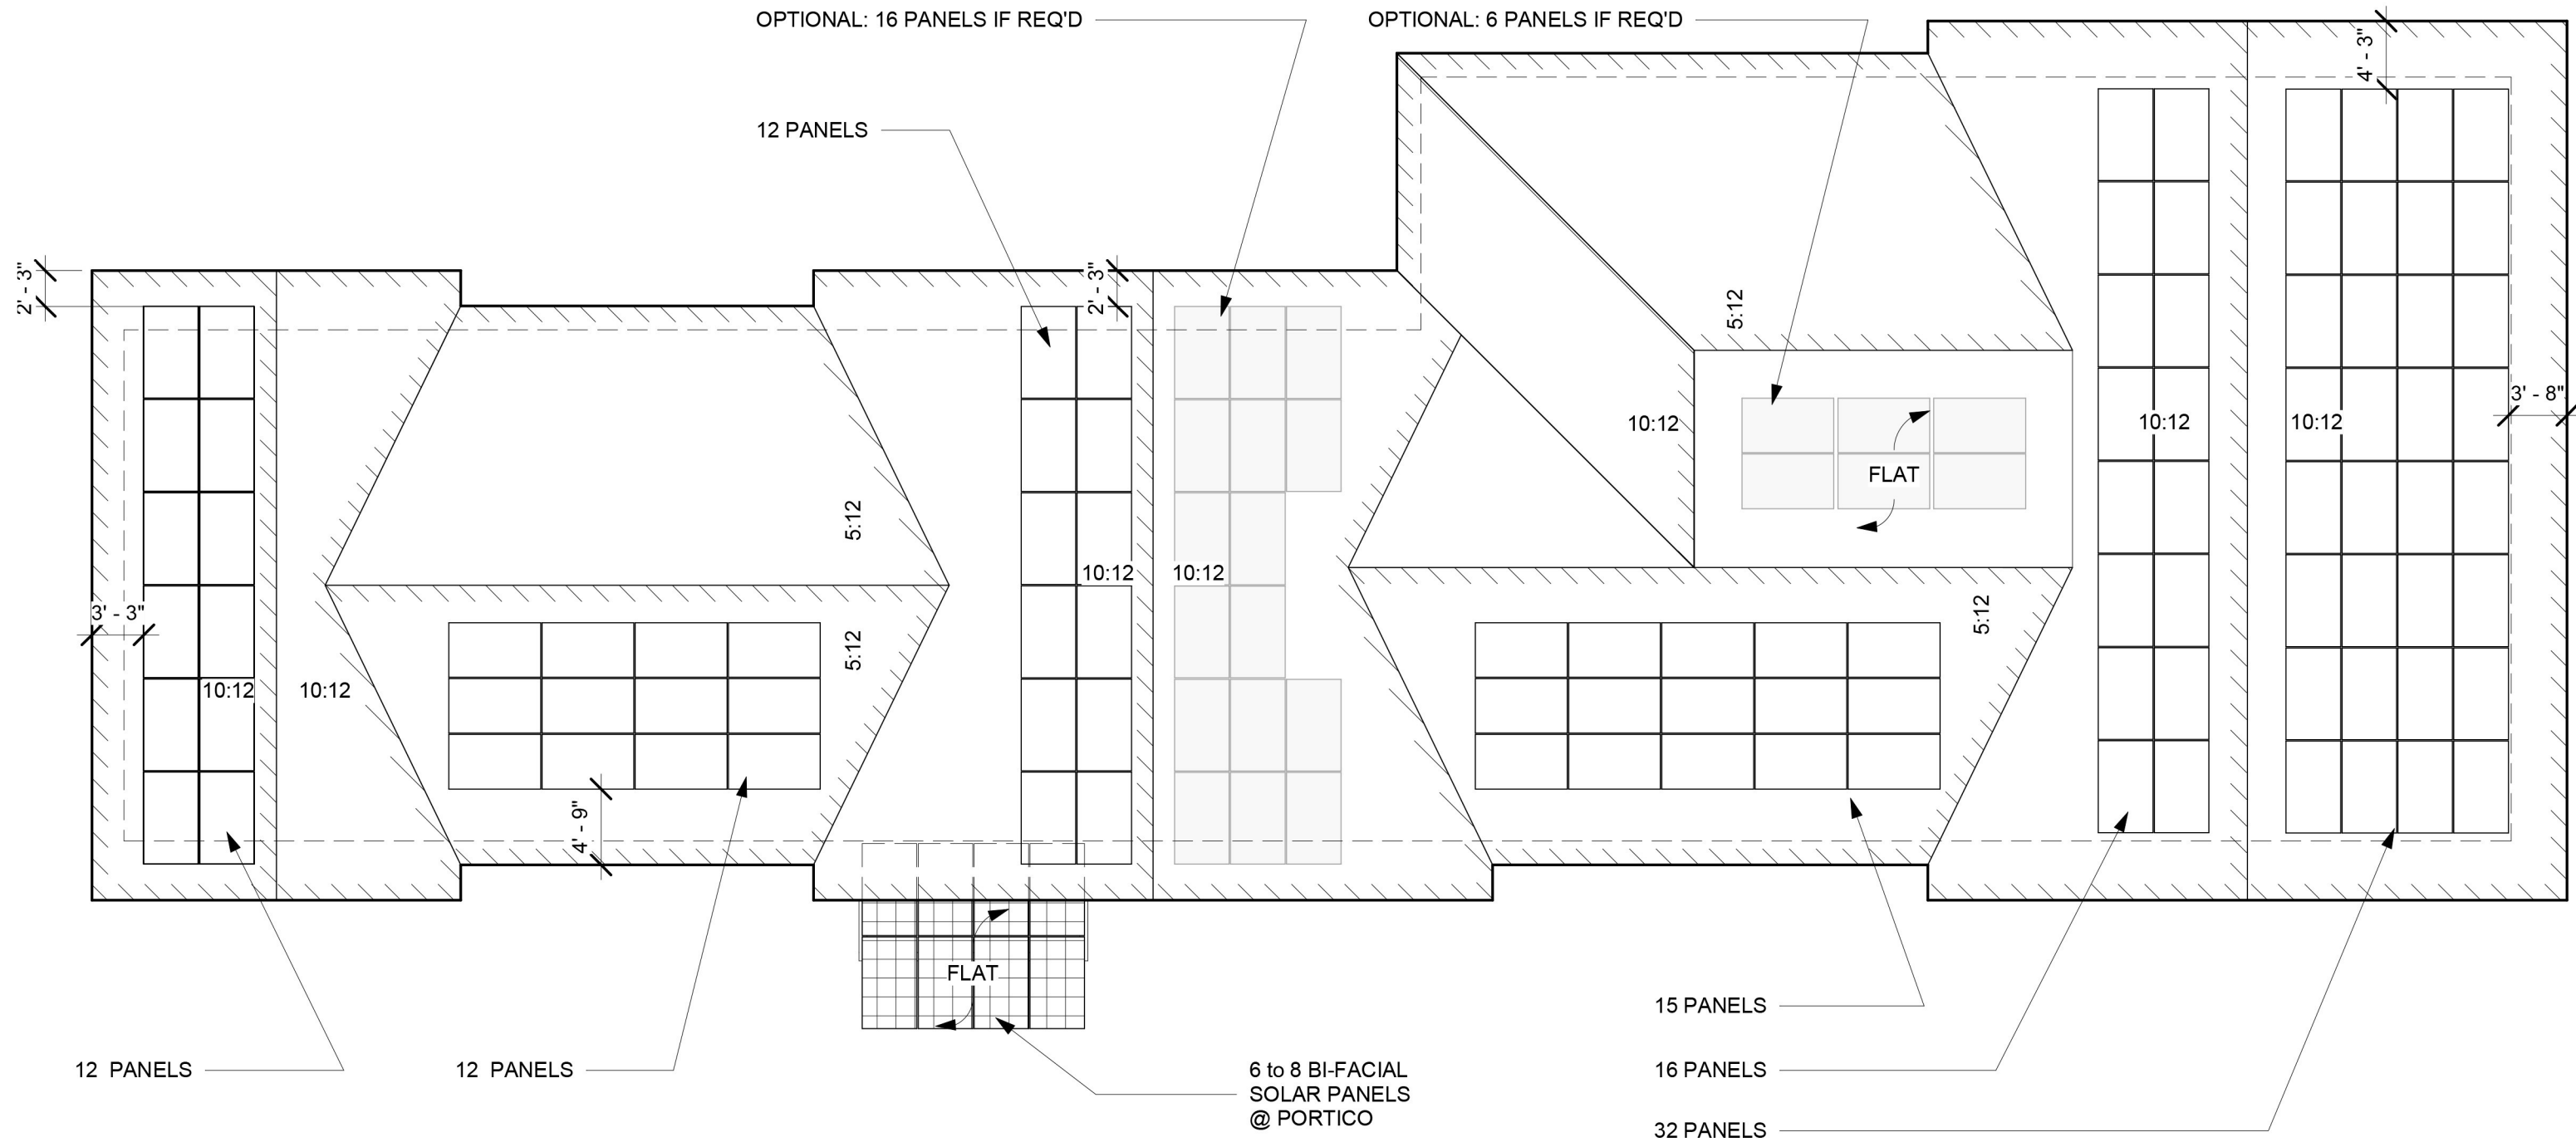 OPTIONAL: 16 PANELS IF REQ'D
OPTIONAL: 6 PANELS IF REQ'D
4' - 3"
12 PANELS
2' - 3"
2' - 3"
5:12
3' - 8"
10:12
10:12
10:12
FLAT
5:12
10:12
10:12
3' - 3"
5:12
5:12
10:12
10:12
4' - 9"
FLAT
15 PANELS
12 PANELS
12 PANELS
6 to 8 BI-FACIAL
SOLAR PANELS
@ PORTICO
16 PANELS
32 PANELS